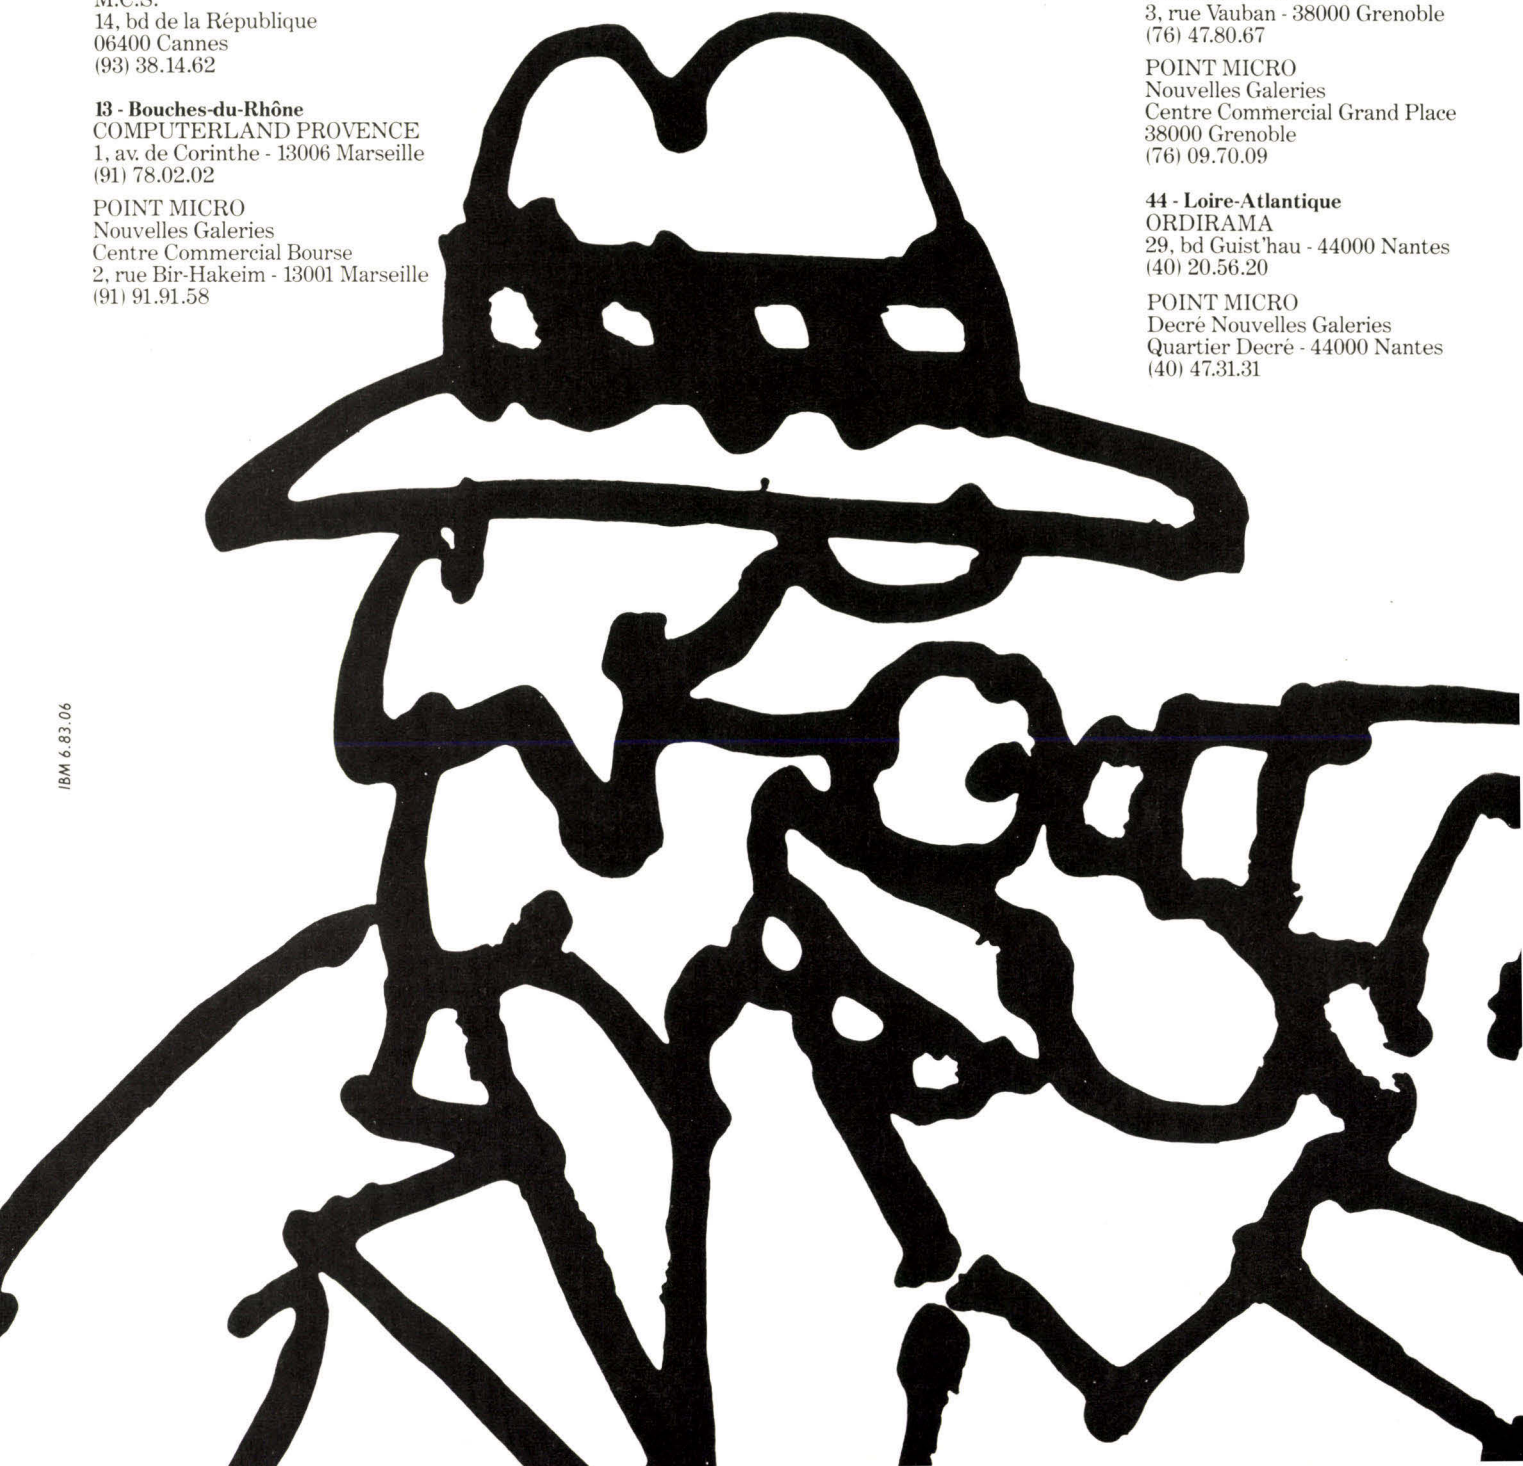 M.C.S.
14, bd de la République
06400 Cannes
(93) 38.14.62
13 - Bouches-du-Rhône
COMPUTERLAND PROVENCE
1, av. de Corinthe - 13006 Marseille
(91) 78.02.02
POINT MICRO
Nouvelles Galeries
Centre Commercial Bourse
2, rue Bir-Hakeim - 13001 Marseille
(91) 91.91.58
3, rue Vauban - 38000 Grenoble
(76) 47.80.67
POINT MICRO
Nouvelles Galeries
Centre Commercial Grand Place
38000 Grenoble
(76) 09.70.09
44 - Loire-Atlantique
ORDIRAMA
29, bd Guist'hau - 44000 Nantes
(40) 20.56.20
POINT MICRO
Decré Nouvelles Galeries
Quartier Decré - 44000 Nantes
(40) 47.31.31
IBM 6.83.06